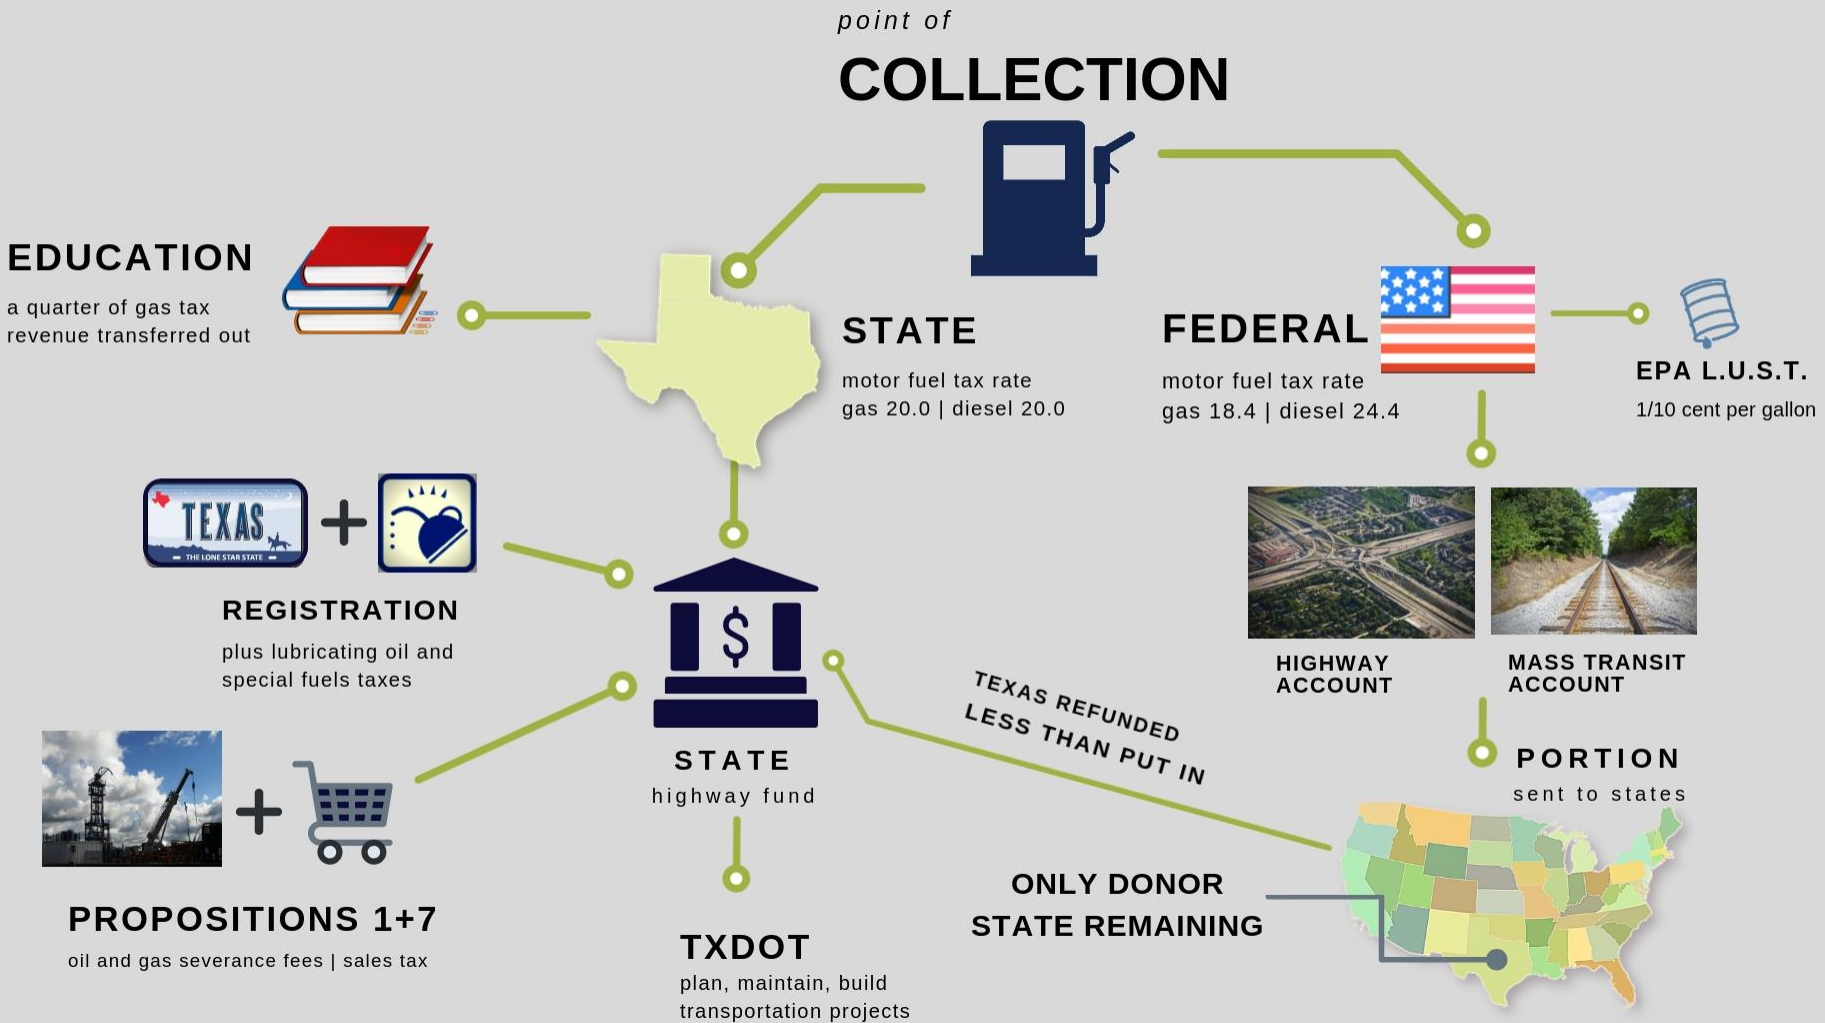 point of
COLLECTION
EDUCATION
a quarter of gas tax
revenue transferred out
STATE
motor fuel tax rate
gas 20.0 | diesel 20.0
FEDERAL
motor fuel tax rate
gas 18.4 | diesel 24.4
EPA L.U.S.T.
1/10 cent per gallon
TEXAS
THE LONE STAR STATE
REGISTRATION
plus lubricating oil and
special fuels taxes
$
HIGHWAY
ACCOUNT
MASS TRANSIT
ACCOUNT
TEXAS REFUNDED
LESS THAN PUT IN
STATE
highway fund
PORTION
sent to states
PROPOSITIONS 1+7
oil and gas severance fees | sales tax
TXDOT
plan, maintain, build
transportation projects
ONLY DONOR
STATE REMAINING